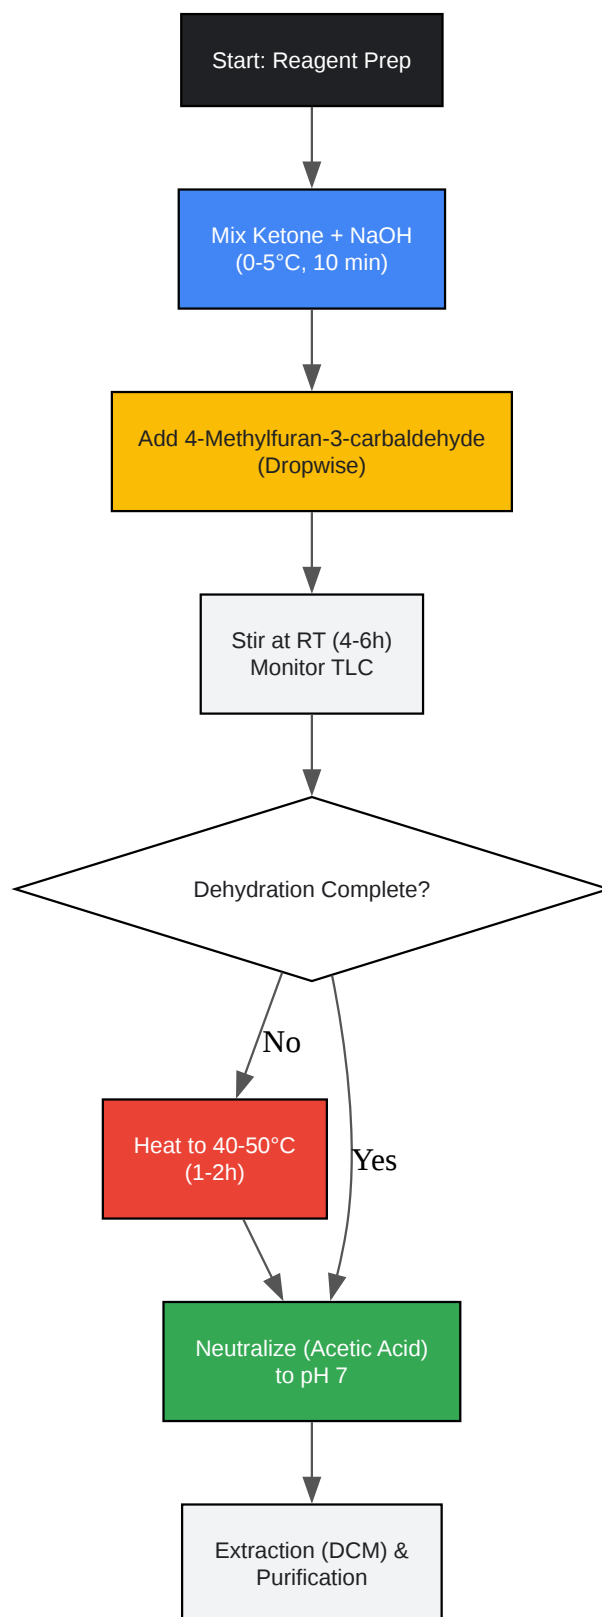 Start: Reagent Prep
Mix Ketone + NaOH
(0-5°C, 10 min)
Add 4-Methylfuran-3-carbaldehyde
(Dropwise)
Stir at RT (4-6h)
Monitor TLC
Dehydration Complete?
No
Heat to 40-50°C
(1-2h)
Yes
Neutralize (Acetic Acid)
to pH 7
Extraction (DCM) &
Purification